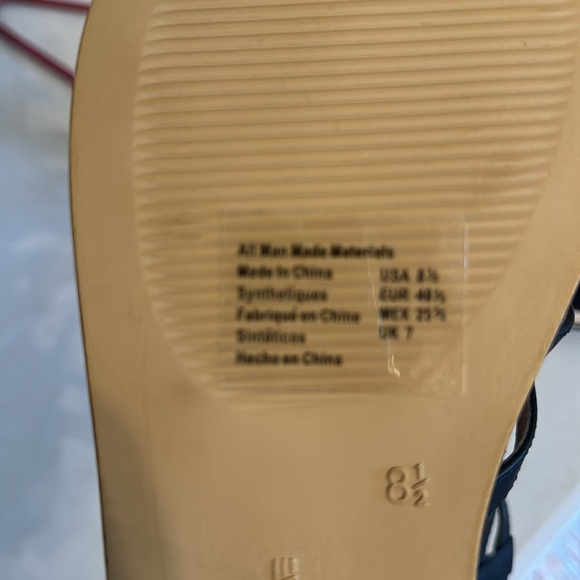 All Man Made Materials
Made In China
Synthetiques
Fabriqué en China
Sintéticos
Hecho en China
USA 8½
EUR 40½
MEX 25½
UK 7
8½